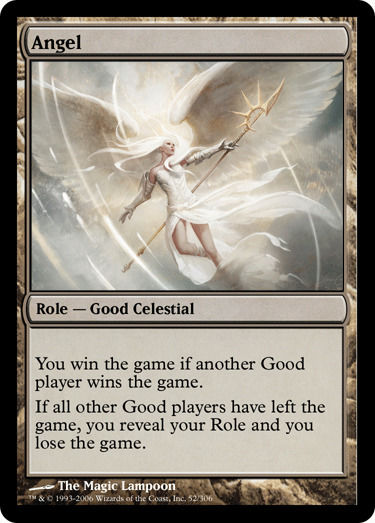 Angel
Role — Good Celestial
You win the game if another Good
player wins the game.
If all other Good players have left the
game, you reveal your Role and you
lose the game.
The Magic Lampoon
™ & © 1993-2006 Wizards of the Coast, Inc. 52/306